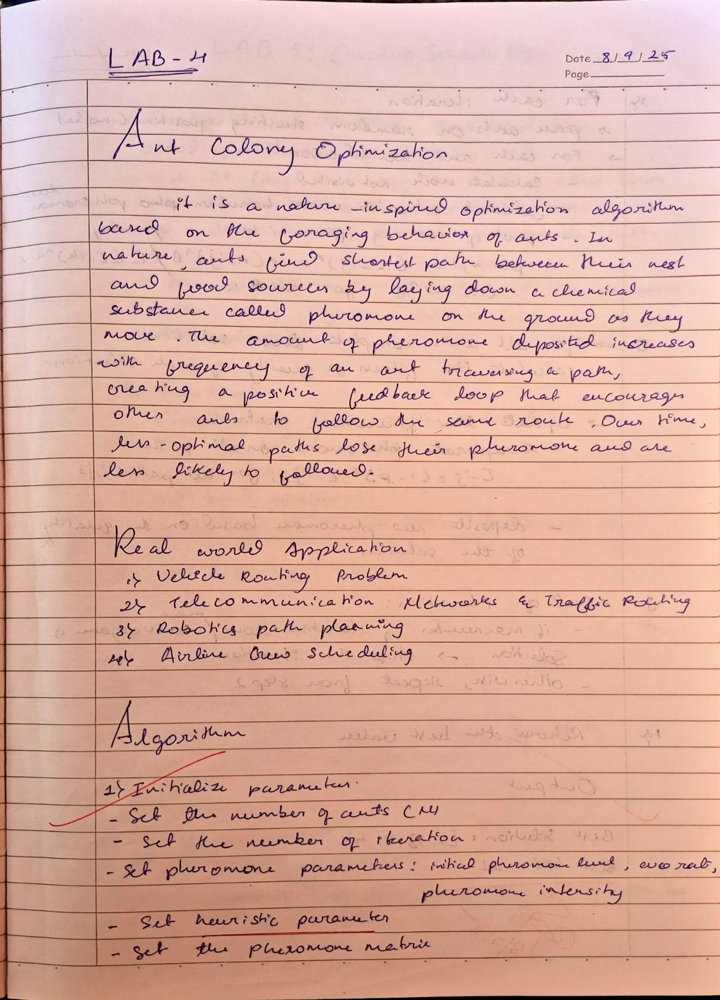 LAB - 4
Date 8/9/25
Page
Ant Colony Optimization
it is a nature-inspired optimization algorithm
based on the foraging behavior of ants. In
nature, ants find shortest path between their nest
and food sources by laying down a chemical
substance called pheromone on the ground as they
move. The amount of pheromone deposited increases
with frequency of an ant traversing a path,
creating a positive feedback loop that encourages
other ants to follow the same route. Over time,
less-optimal paths lose their pheromone and are
less likely to followed.
Real world Application
1) Vehicle Routing Problem
2) Telecommunication Networks & Traffic Routing
3) Robotics path planning
4) Airline Crew Scheduling
Algorithm
1) Initialize parameter.
- Set the number of ants (N)
- Set the number of iteration.
- Set pheromone parameters: initial pheromone level, evo rate,
pheromone intensity
- Set heuristic parameter
- Set the pheromone matrix